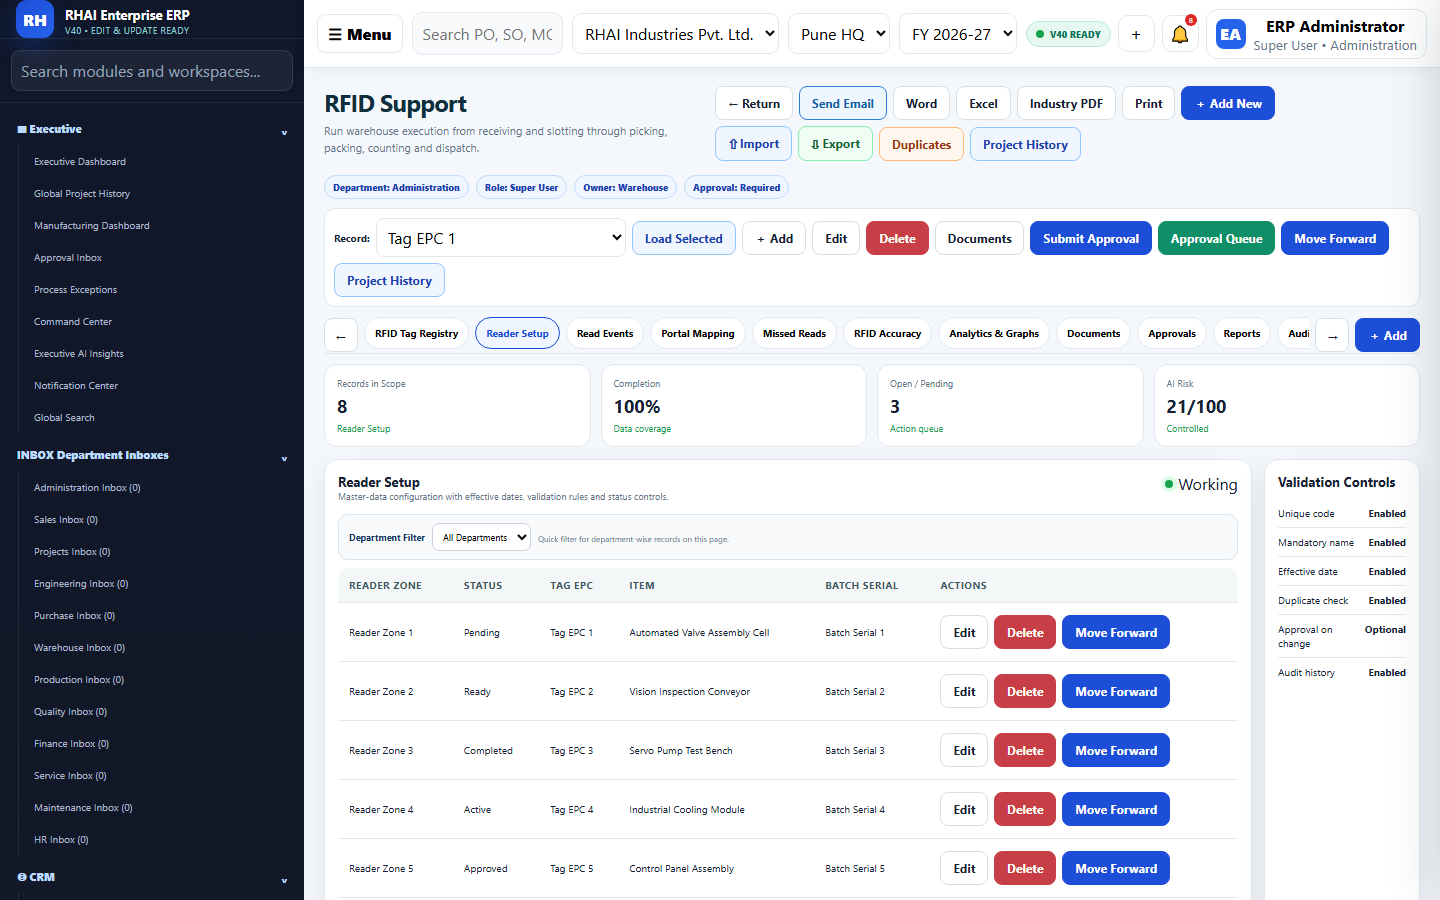 RH
RHAI Enterprise ERP
V40 • EDIT & UPDATE READY
Search modules and workspaces...
Executive
Executive Dashboard
Global Project History
Manufacturing Dashboard
Approval Inbox
Process Exceptions
Command Center
Executive AI Insights
Notification Center
Global Search
INBOX Department Inboxes
Administration Inbox (0)
Sales Inbox (0)
Projects Inbox (0)
Engineering Inbox (0)
Purchase Inbox (0)
Warehouse Inbox (0)
Production Inbox (0)
Quality Inbox (0)
Finance Inbox (0)
Service Inbox (0)
Maintenance Inbox (0)
HR Inbox (0)
CRM
☰ Menu
Search PO, SO, MC
RHAI Industries Pvt. Ltd.
Pune HQ
FY 2026-27
V40 READY
+
8
EA
ERP Administrator
Super User • Administration
RFID Support
Run warehouse execution from receiving and slotting through picking,
packing, counting and dispatch.
← Return
Send Email
Word
Excel
Industry PDF
Print
+ Add New
⇧ Import
⇩ Export
Duplicates
Project History
Department: Administration
Role: Super User
Owner: Warehouse
Approval: Required
Record:
Tag EPC 1
Load Selected
+ Add
Edit
Delete
Documents
Submit Approval
Approval Queue
Move Forward
Project History
←
RFID Tag Registry
Reader Setup
Read Events
Portal Mapping
Missed Reads
RFID Accuracy
Analytics & Graphs
Documents
Approvals
Reports
Audi
→
+ Add
Records in Scope
8
Reader Setup
Completion
100%
Data coverage
Open / Pending
3
Action queue
AI Risk
21/100
Controlled
Reader Setup
Master-data configuration with effective dates, validation rules and status controls.
Working
Department Filter
All Departments
Quick filter for department-wise records on this page.
READER ZONE STATUS TAG EPC ITEM BATCH SERIAL ACTIONS
Reader Zone 1 Pending Tag EPC 1 Automated Valve Assembly Cell Batch Serial 1 Edit Delete Move Forward
Reader Zone 2 Ready Tag EPC 2 Vision Inspection Conveyor Batch Serial 2 Edit Delete Move Forward
Reader Zone 3 Completed Tag EPC 3 Servo Pump Test Bench Batch Serial 3 Edit Delete Move Forward
Reader Zone 4 Active Tag EPC 4 Industrial Cooling Module Batch Serial 4 Edit Delete Move Forward
Reader Zone 5 Approved Tag EPC 5 Control Panel Assembly Batch Serial 5 Edit Delete Move Forward
Validation Controls
Unique code Enabled
Mandatory name Enabled
Effective date Enabled
Duplicate check Enabled
Approval on change Optional
Audit history Enabled